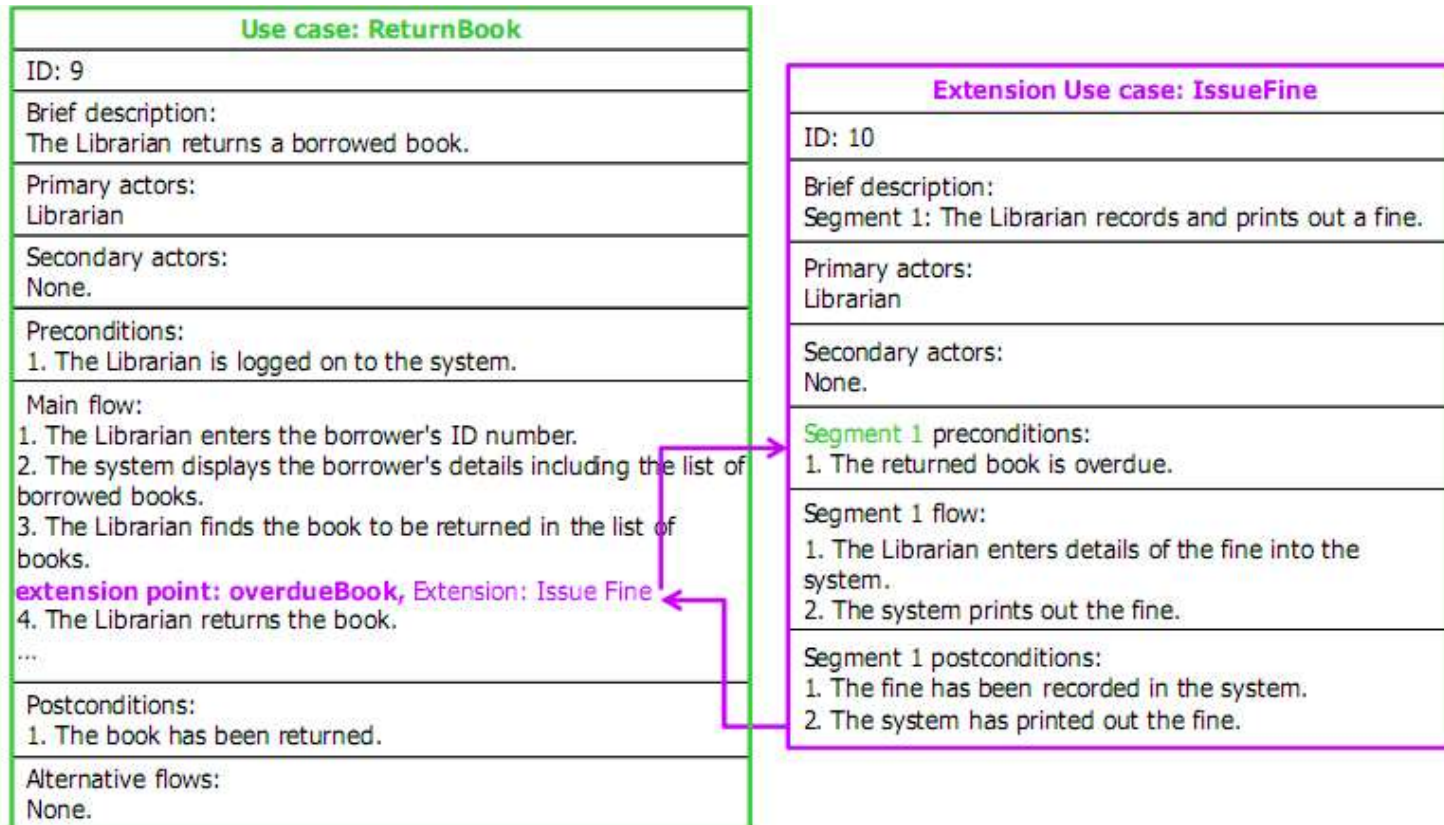 Use case: ReturnBook
ID: 9
Brief description:
The Librarian returns a borrowed book.
Primary actors:
Librarian
Secondary actors:
None.
Preconditions:
1. The Librarian is logged on to the system.
Main flow:
1. The Librarian enters the borrower's ID number.
2. The system displays the borrower's details including the list of
borrowed books.
3. The Librarian finds the book to be returned in the list of
books.
extension point: overdueBook, Extension: Issue Fine
4. The Librarian returns the book.
...
Postconditions:
1. The book has been returned.
Alternative flows:
None.
Extension Use case: IssueFine
ID: 10
Brief description:
Segment 1: The Librarian records and prints out a fine.
Primary actors:
Librarian
Secondary actors:
None.
Segment 1 preconditions:
1. The returned book is overdue.
Segment 1 flow:
1. The Librarian enters details of the fine into the
system.
2. The system prints out the fine.
Segment 1 postconditions:
1. The fine has been recorded in the system.
2. The system has printed out the fine.